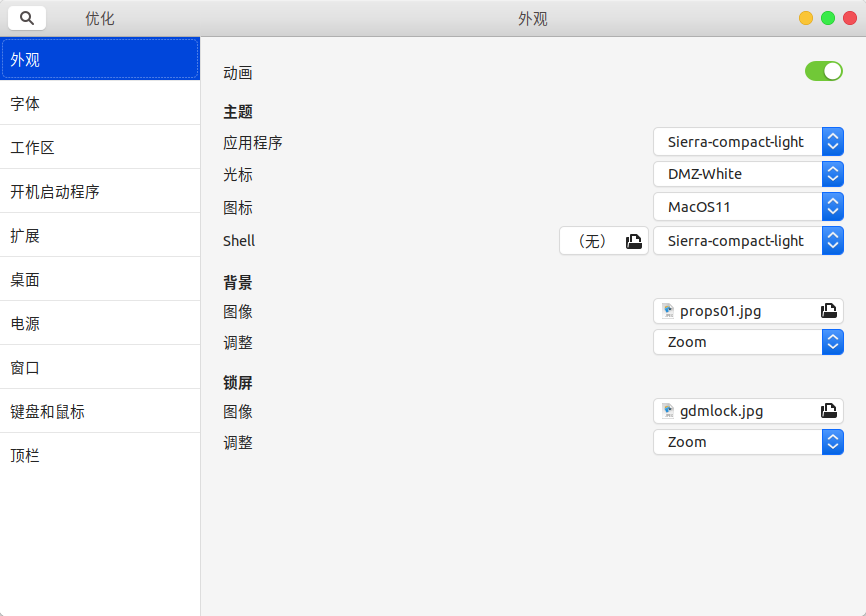 优化
外观
外观
字体
工作区
开机启动程序
扩展
桌面
电源
窗口
键盘和鼠标
顶栏
动画
主题
应用程序 Sierra-compact-light
光标 DMZ-White
图标 MacOS11
Shell （无） Sierra-compact-light
背景
图像 props01.jpg
调整 Zoom
锁屏
图像 gdmlock.jpg
调整 Zoom